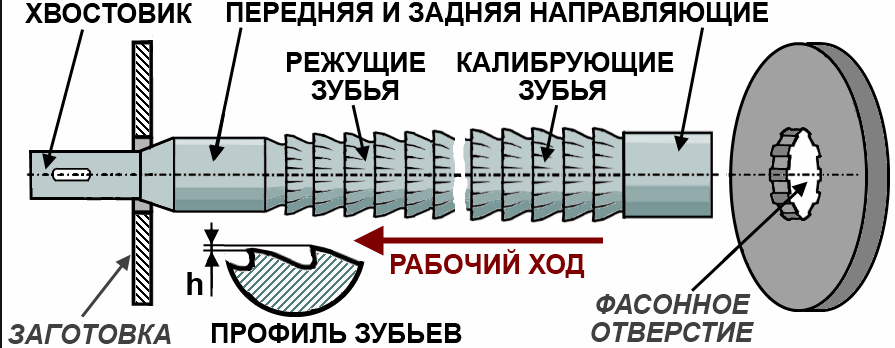 ХВОСТОВИК
ПЕРЕДНЯЯ И ЗАДНЯЯ НАПРАВЛЯЮЩИЕ
РЕЖУЩИЕ
ЗУБЬЯ
КАЛИБРУЮЩИЕ
ЗУБЬЯ
РАБОЧИЙ ХОД
h
ЗАГОТОВКА
ПРОФИЛЬ ЗУБЬЕВ
ФАСОННОЕ
ОТВЕРСТИЕ